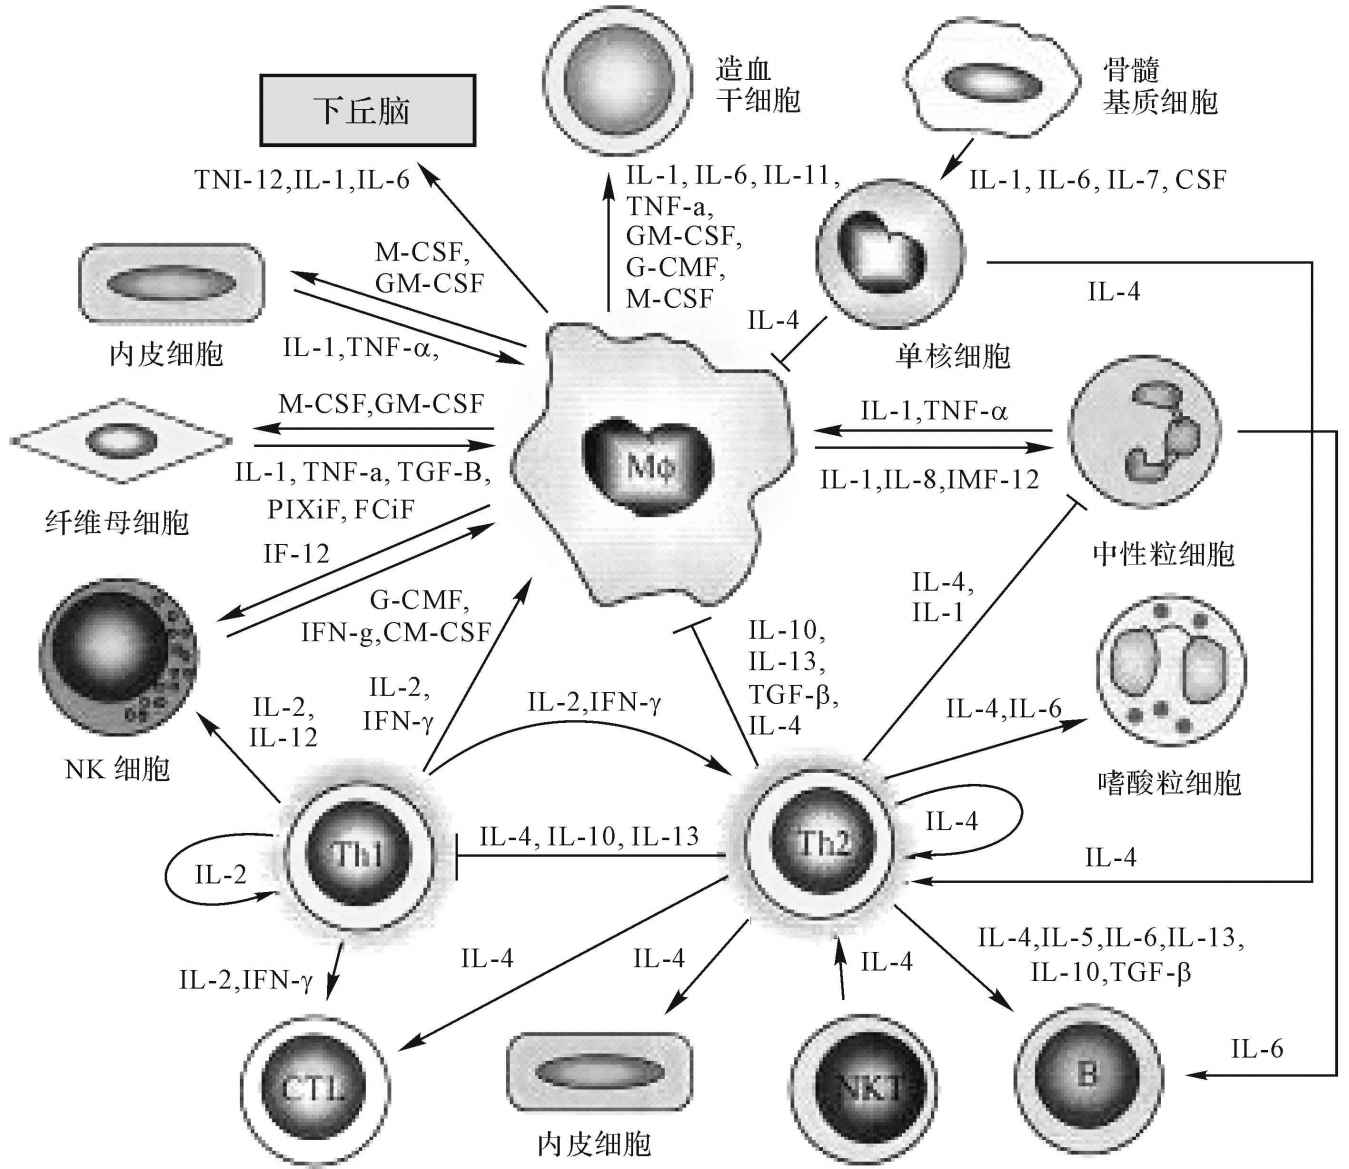 造血
干细胞
骨髓
基质细胞
下丘脑
TNI-12,IL-1,IL-6
IL-1, IL-6, IL-11,
TNF-a,
GM-CSF,
G-CMF,
M-CSF
IL-1, IL-6, IL-7, CSF
M-CSF,
GM-CSF
IL-4
IL-4
内皮细胞
IL-1,TNF-α,
单核细胞
M-CSF,GM-CSF
IL-1,TNF-α
Mφ
IL-1, TNF-a, TGF-B,
PIXiF, FCiF
IL-1,IL-8,IMF-12
纤维母细胞
IF-12
中性粒细胞
G-CMF,
IFN-g,CM-CSF
IL-4,
IL-1
IL-10,
IL-13,
TGF-β,
IL-4
IL-2,
IFN-γ
IL-2,IFN-γ
IL-4,IL-6
IL-2,
IL-12
NK 细胞
嗜酸粒细胞
IL-4
Th1
IL-4, IL-10, IL-13
Th2
IL-4
IL-2
IL-2,IFN-γ
IL-4
IL-4
IL-4
IL-4,IL-5,IL-6,IL-13,
IL-10,TGF-β
IL-6
CTL
NKT
B
内皮细胞